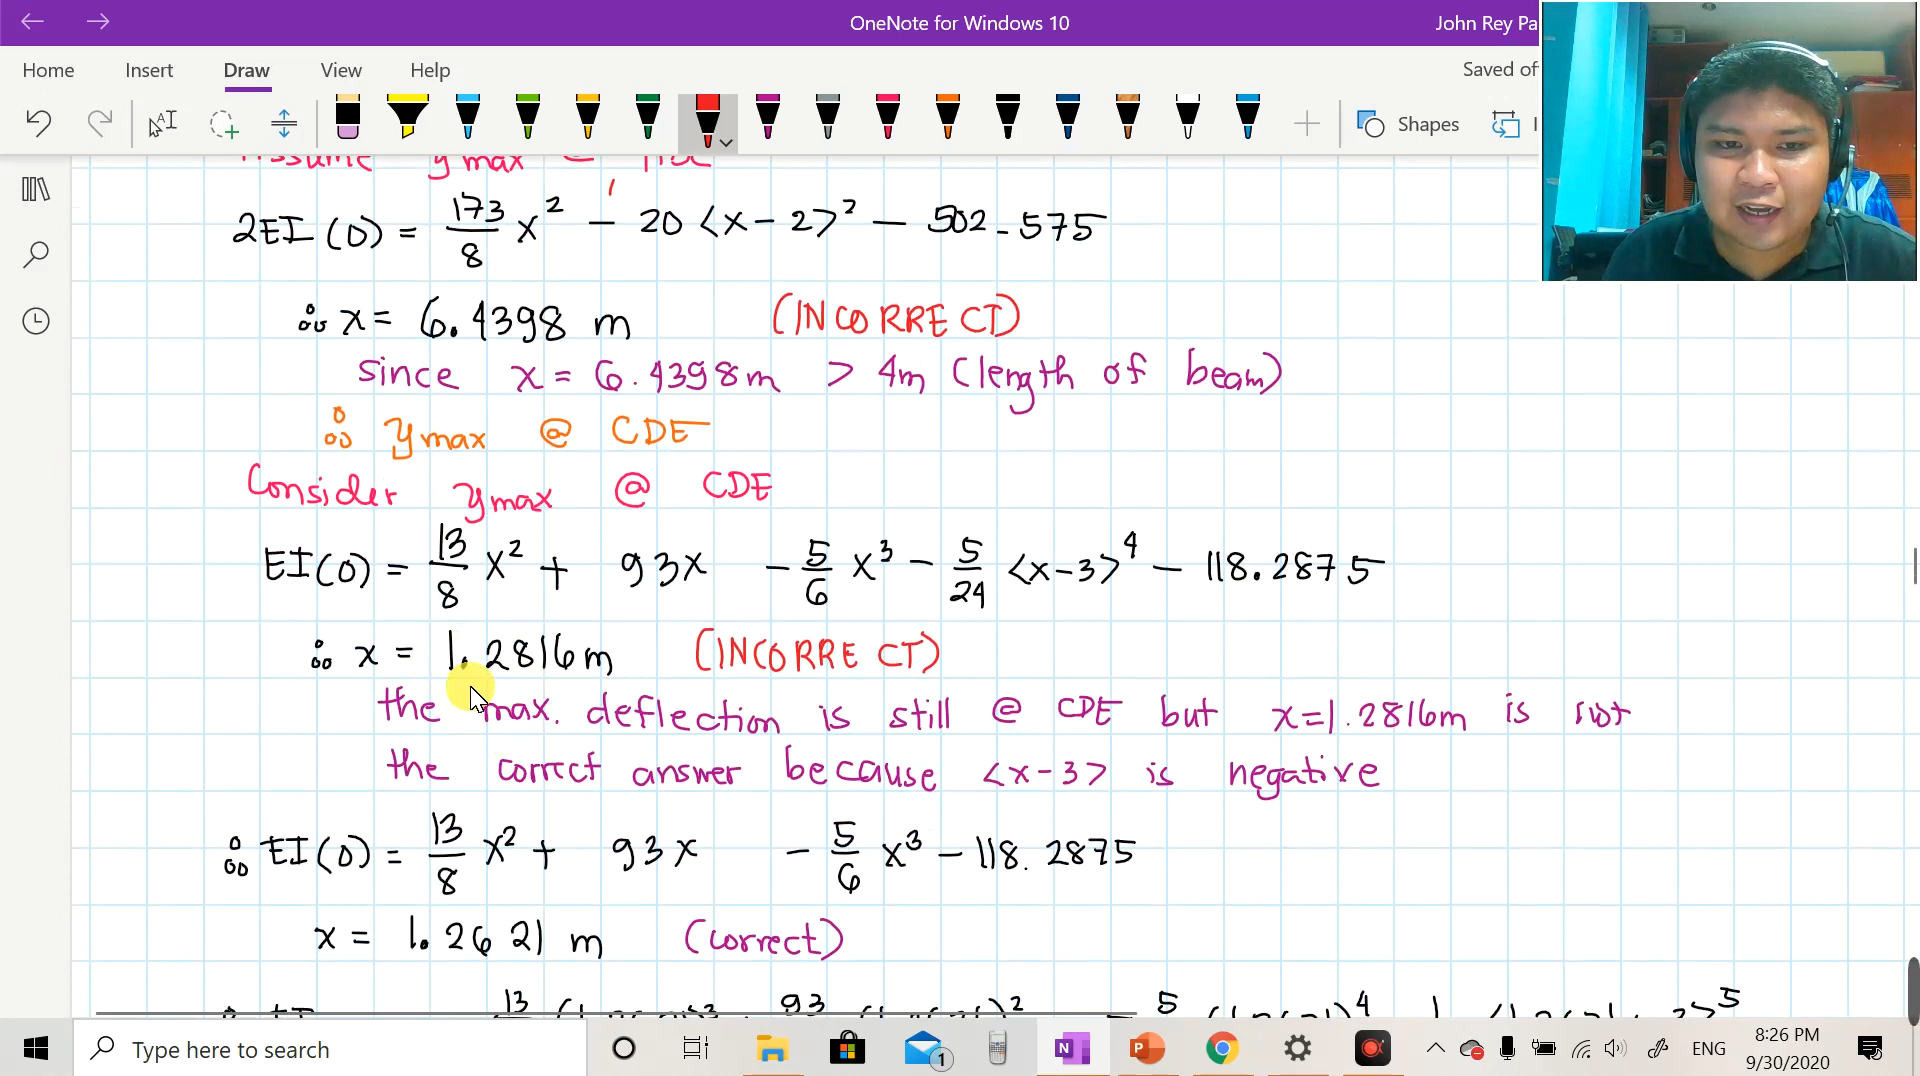 OneNote for Windows 10
John Rey Pa
Home Insert Draw View Help
Saved of
Shapes
Assume ymax @
2EI (0) = 173/8 x² - 20 <x - 2>² - 502.575
∴ x = 6.4398 m (INCORRECT)
since x = 6.4398m > 4m (length of beam)
∴ ymax @ CDE
Consider ymax @ CDE
EI(0) = 13/8 x² + 93x - 5/6 x³ - 5/24 <x-3>⁴ - 118.2875
∴ x = 1.2816m (INCORRECT)
the max. deflection is still @ CDE but x=1.2816m is not
the correct answer because <x-3> is negative
∴ EI(0) = 13/8 x² + 93x - 5/6 x³ - 118.2875
x = 1.2621 m (correct)
Type here to search
1
ENG
8:26 PM
9/30/2020